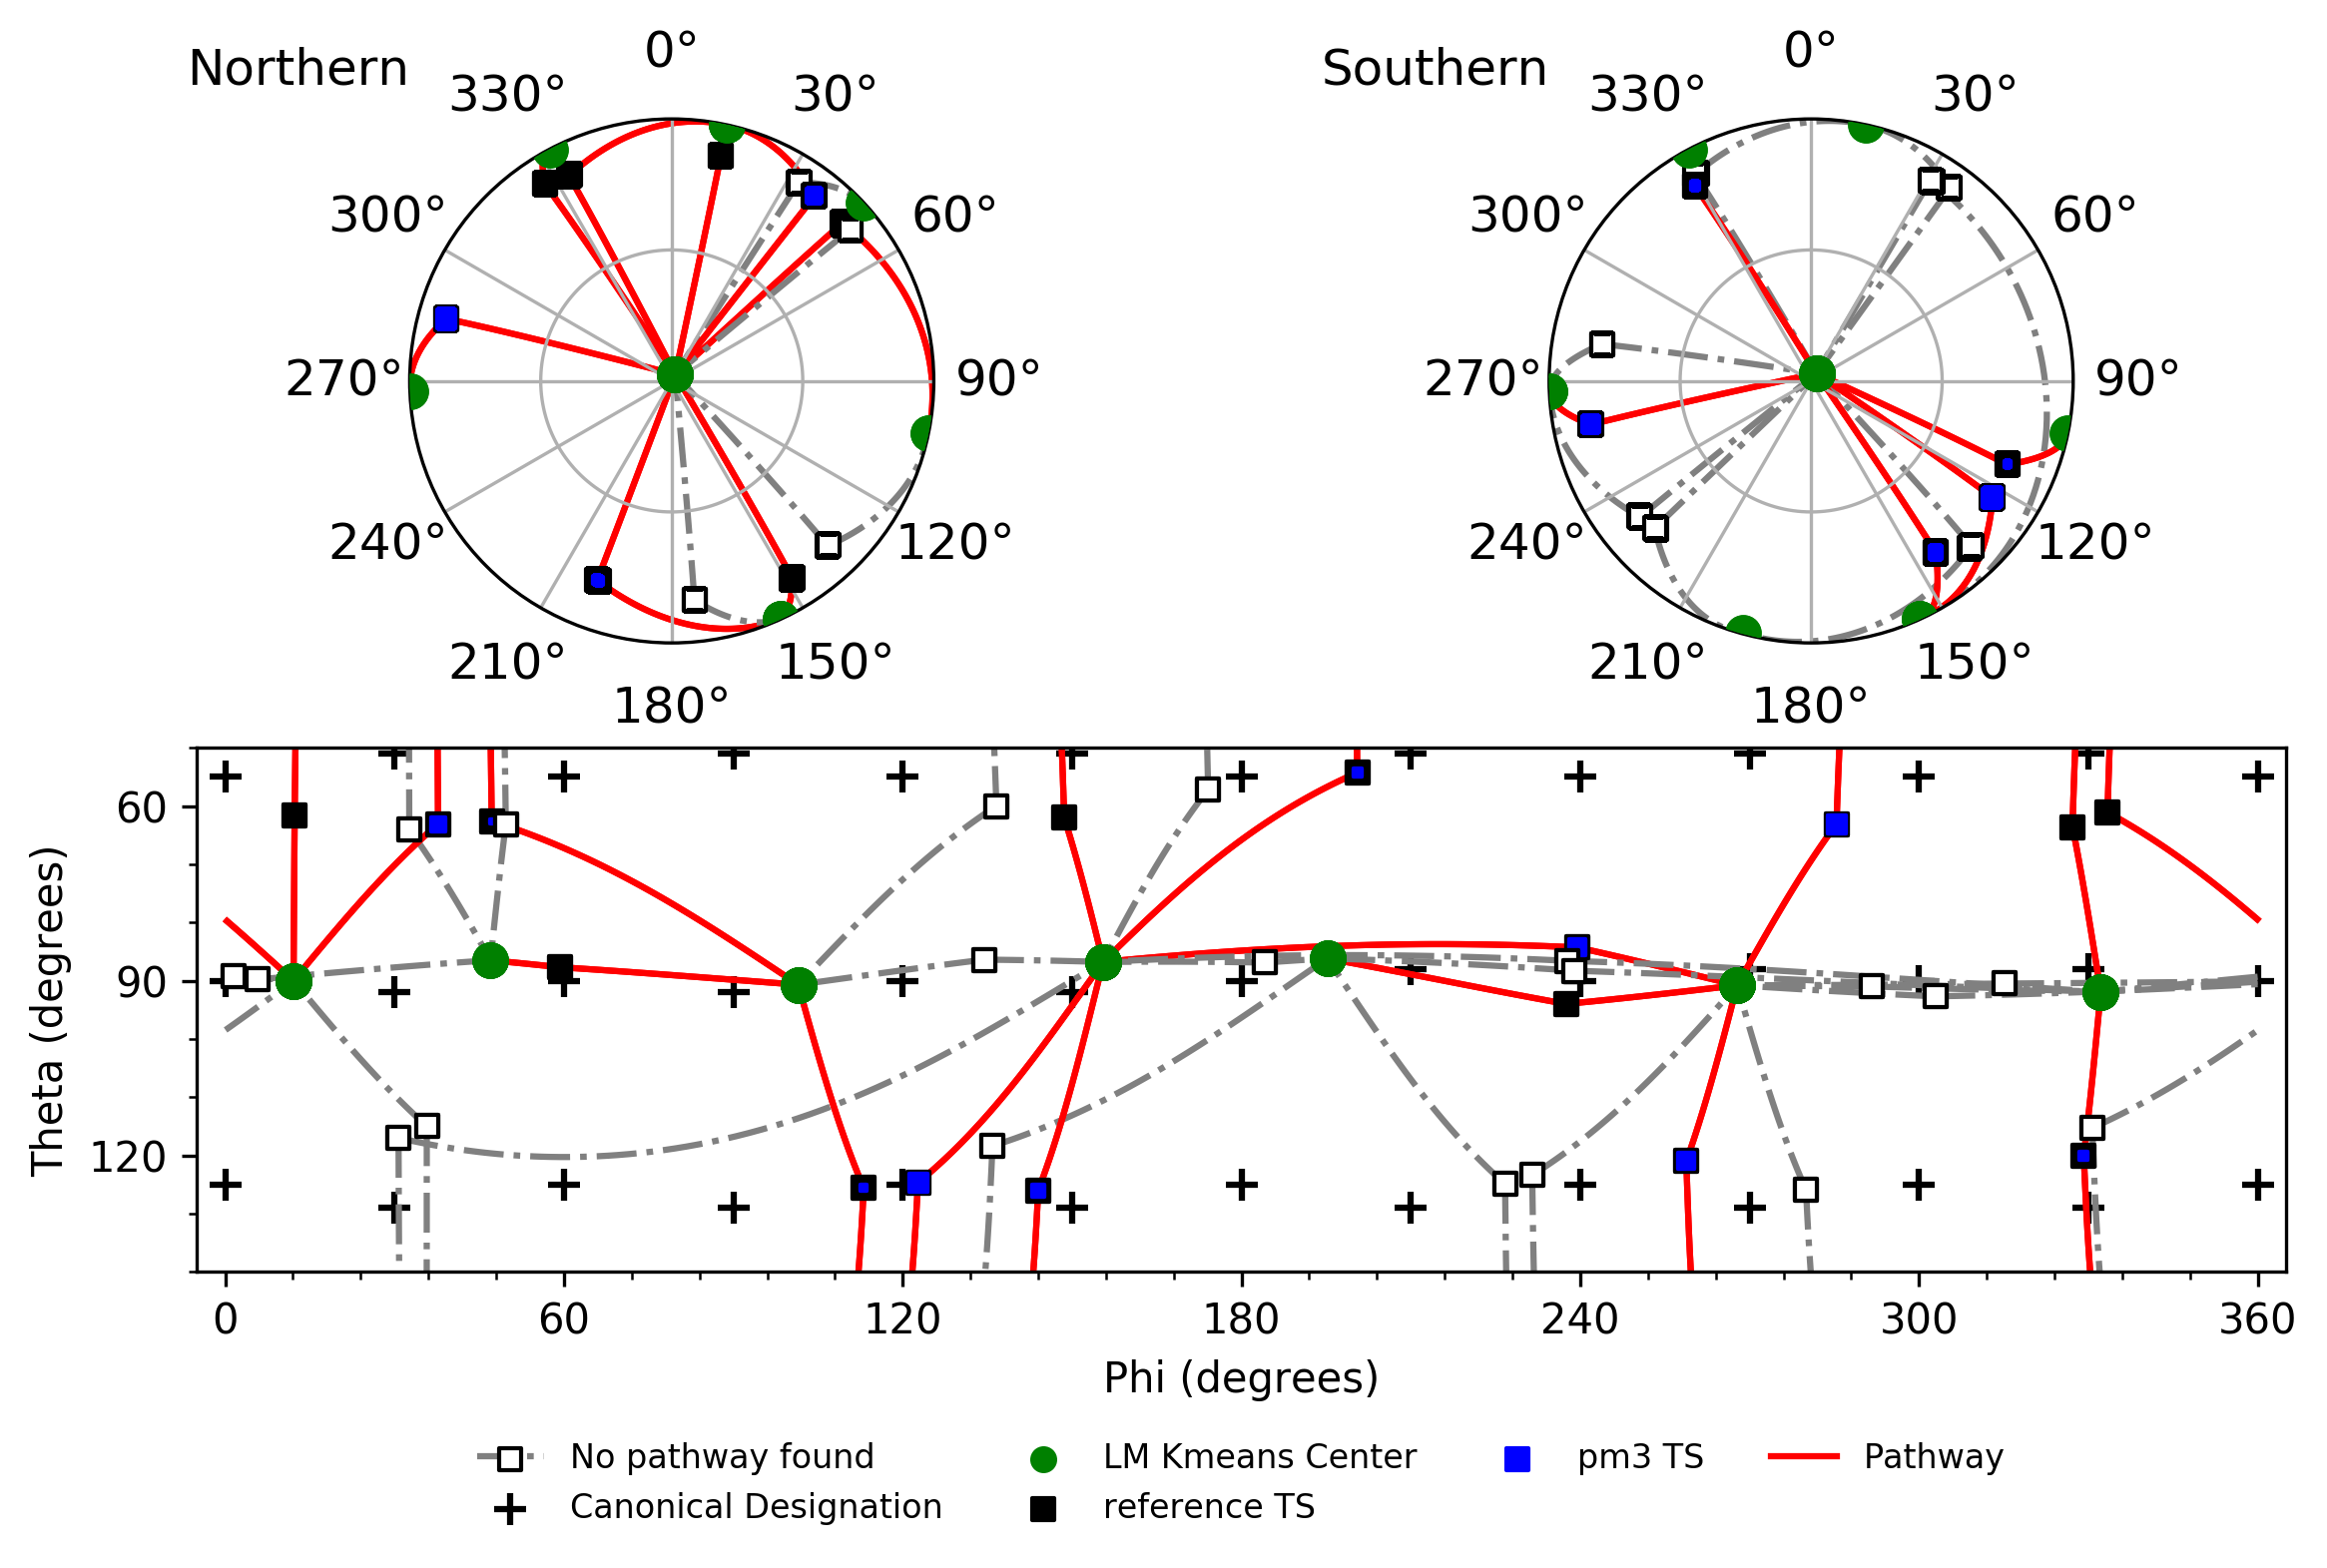 Northern
0°
330°
30°
300°
60°
270°
90°
240°
120°
210°
150°
180°
Southern
0°
330°
30°
300°
60°
270°
90°
240°
120°
210°
150°
180°
Theta (degrees)
60
90
120
0 60 120 180 240 300 360
Phi (degrees)
No pathway found
Canonical Designation
LM Kmeans Center
reference TS
pm3 TS
Pathway